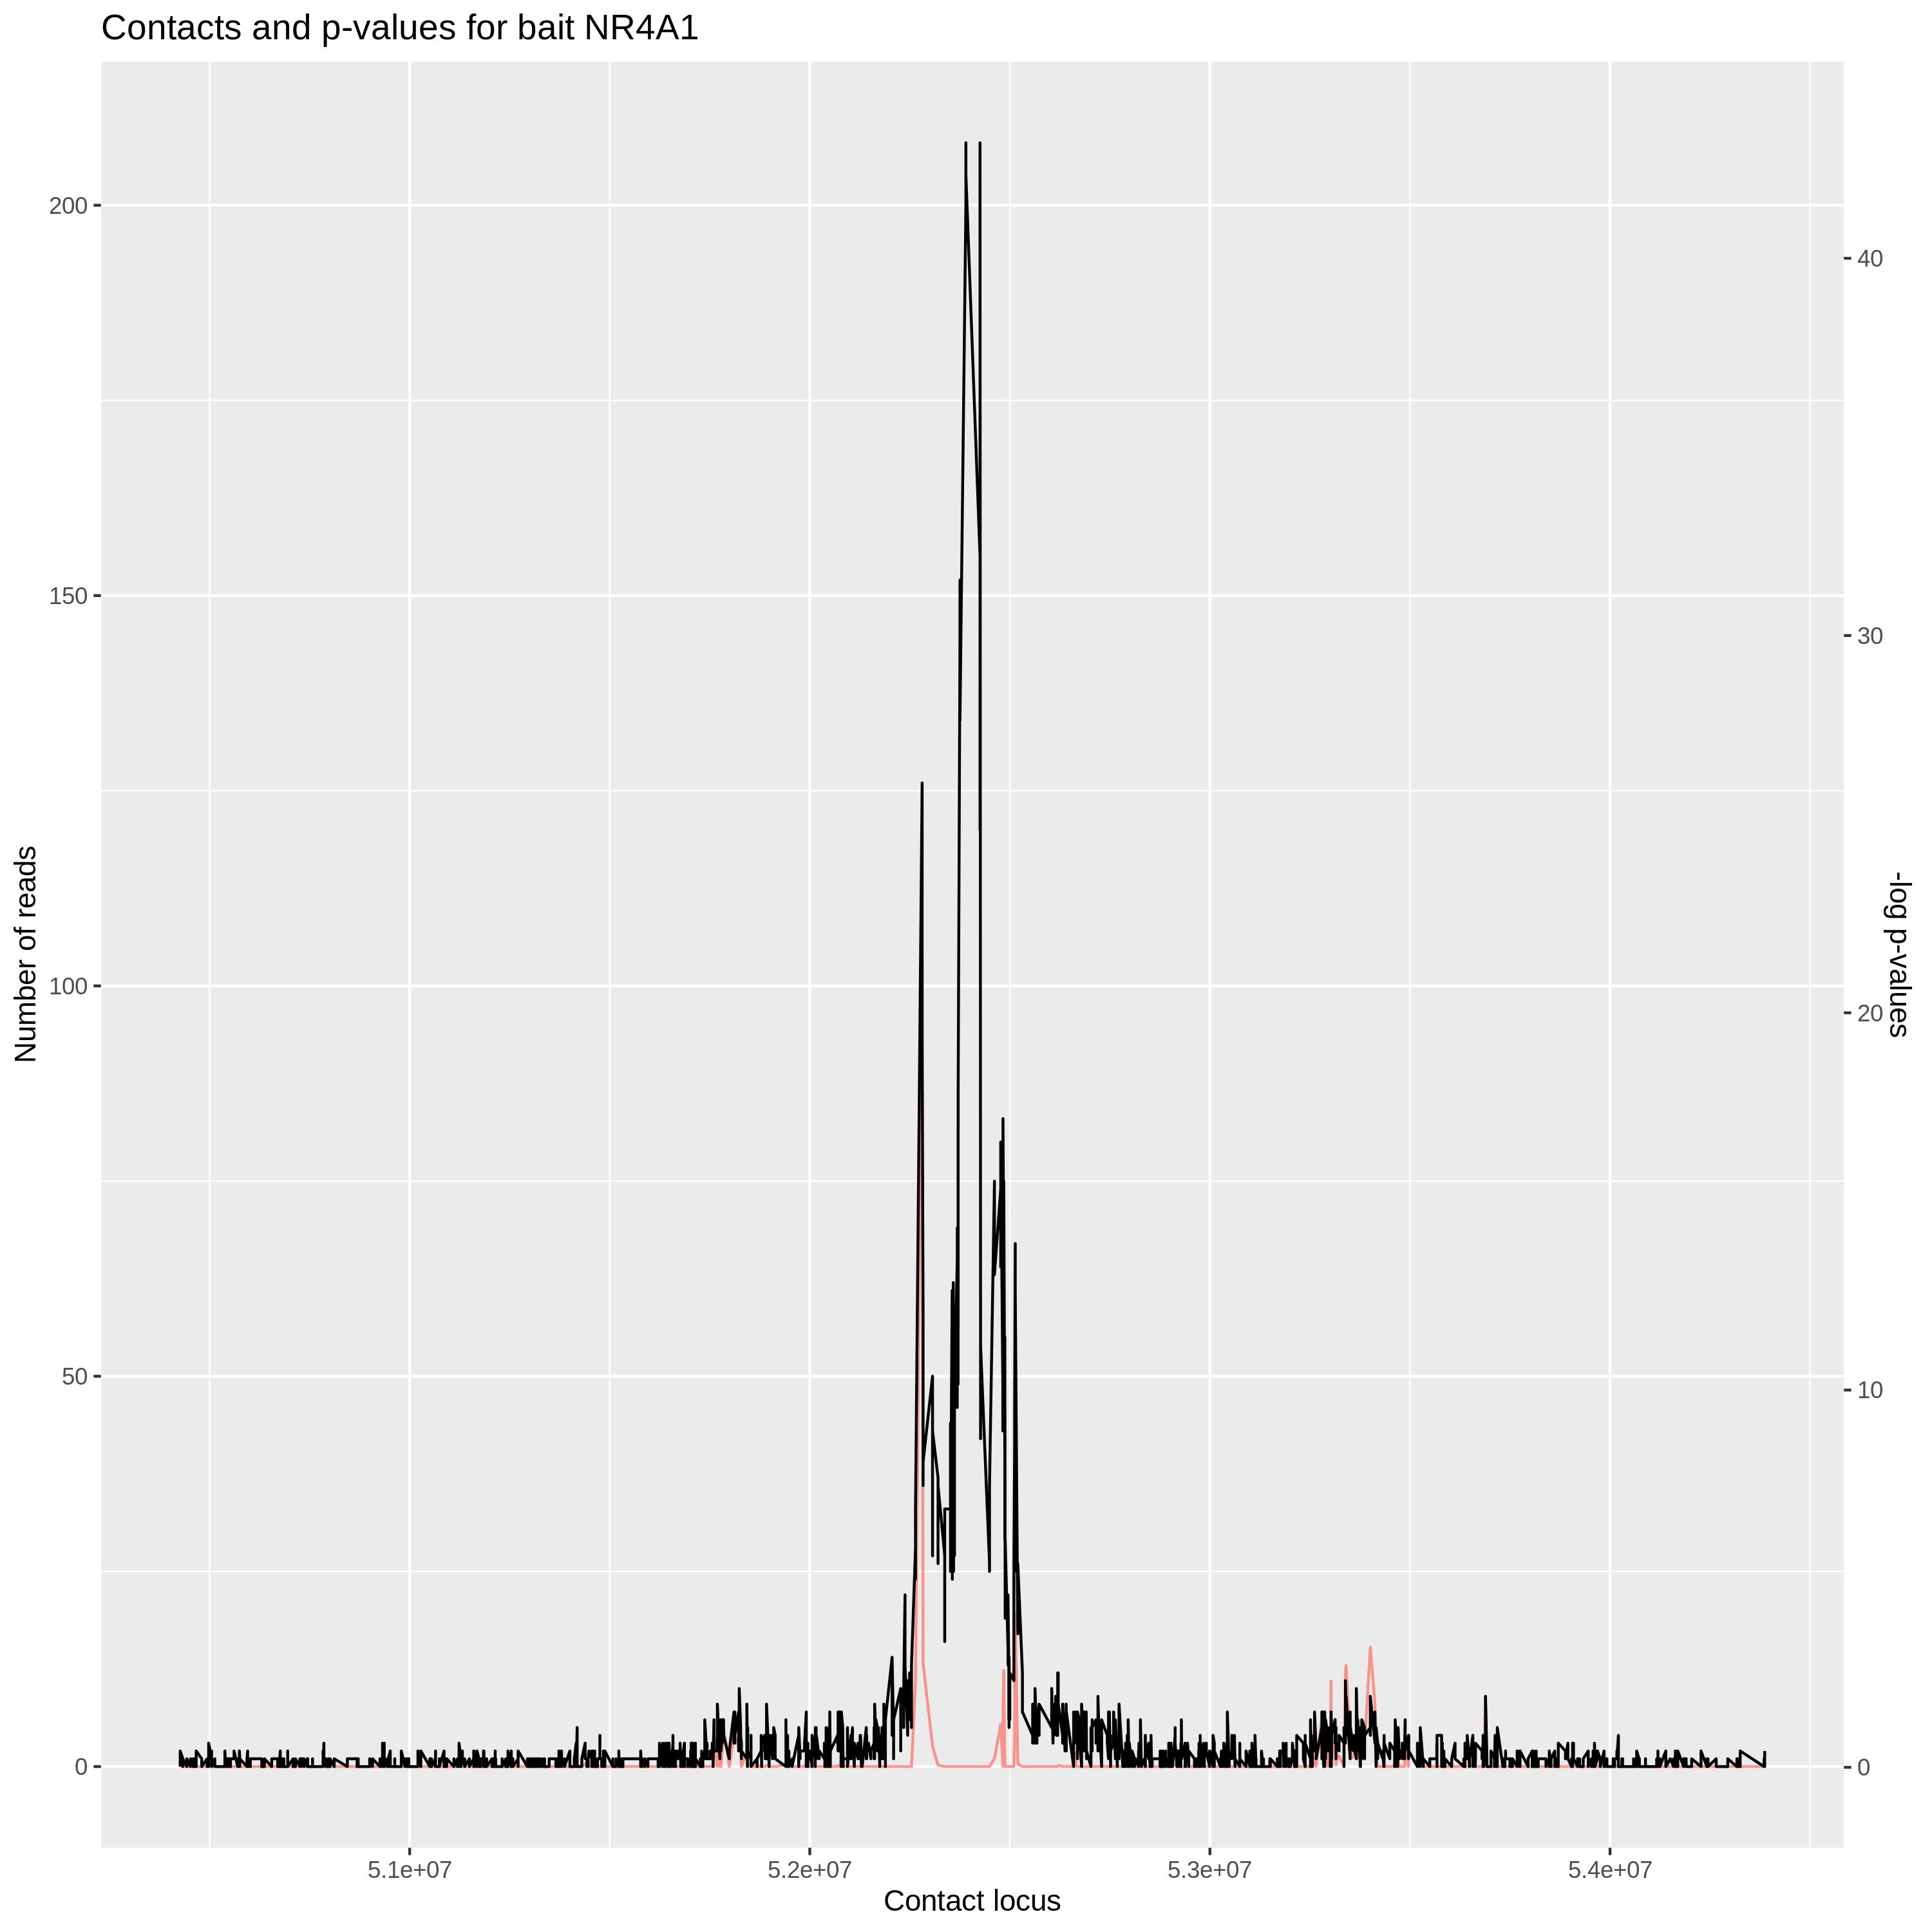 Contacts and p-values for bait NR4A1
Number of reads
200
150
100
50
0
40
30
20
10
0
-log p-values
5.1e+07
5.2e+07
5.3e+07
5.4e+07
Contact locus